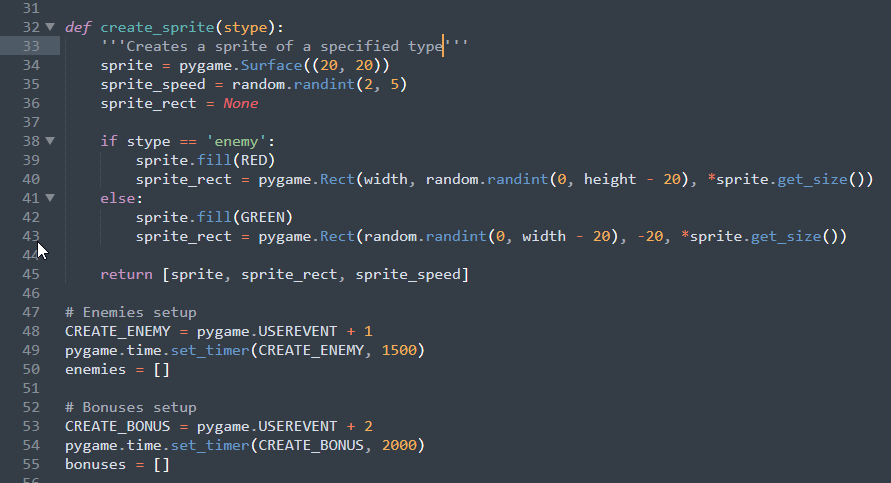 31
32 def create_sprite(stype):
33     '''Creates a sprite of a specified type'''
34     sprite = pygame.Surface((20, 20))
35     sprite_speed = random.randint(2, 5)
36     sprite_rect = None
37
38     if stype == 'enemy':
39         sprite.fill(RED)
40         sprite_rect = pygame.Rect(width, random.randint(0, height - 20), *sprite.get_size())
41     else:
42         sprite.fill(GREEN)
43         sprite_rect = pygame.Rect(random.randint(0, width - 20), -20, *sprite.get_size())
44
45     return [sprite, sprite_rect, sprite_speed]
46
47 # Enemies setup
48 CREATE_ENEMY = pygame.USEREVENT + 1
49 pygame.time.set_timer(CREATE_ENEMY, 1500)
50 enemies = []
51
52 # Bonuses setup
53 CREATE_BONUS = pygame.USEREVENT + 2
54 pygame.time.set_timer(CREATE_BONUS, 2000)
55 bonuses = []
56